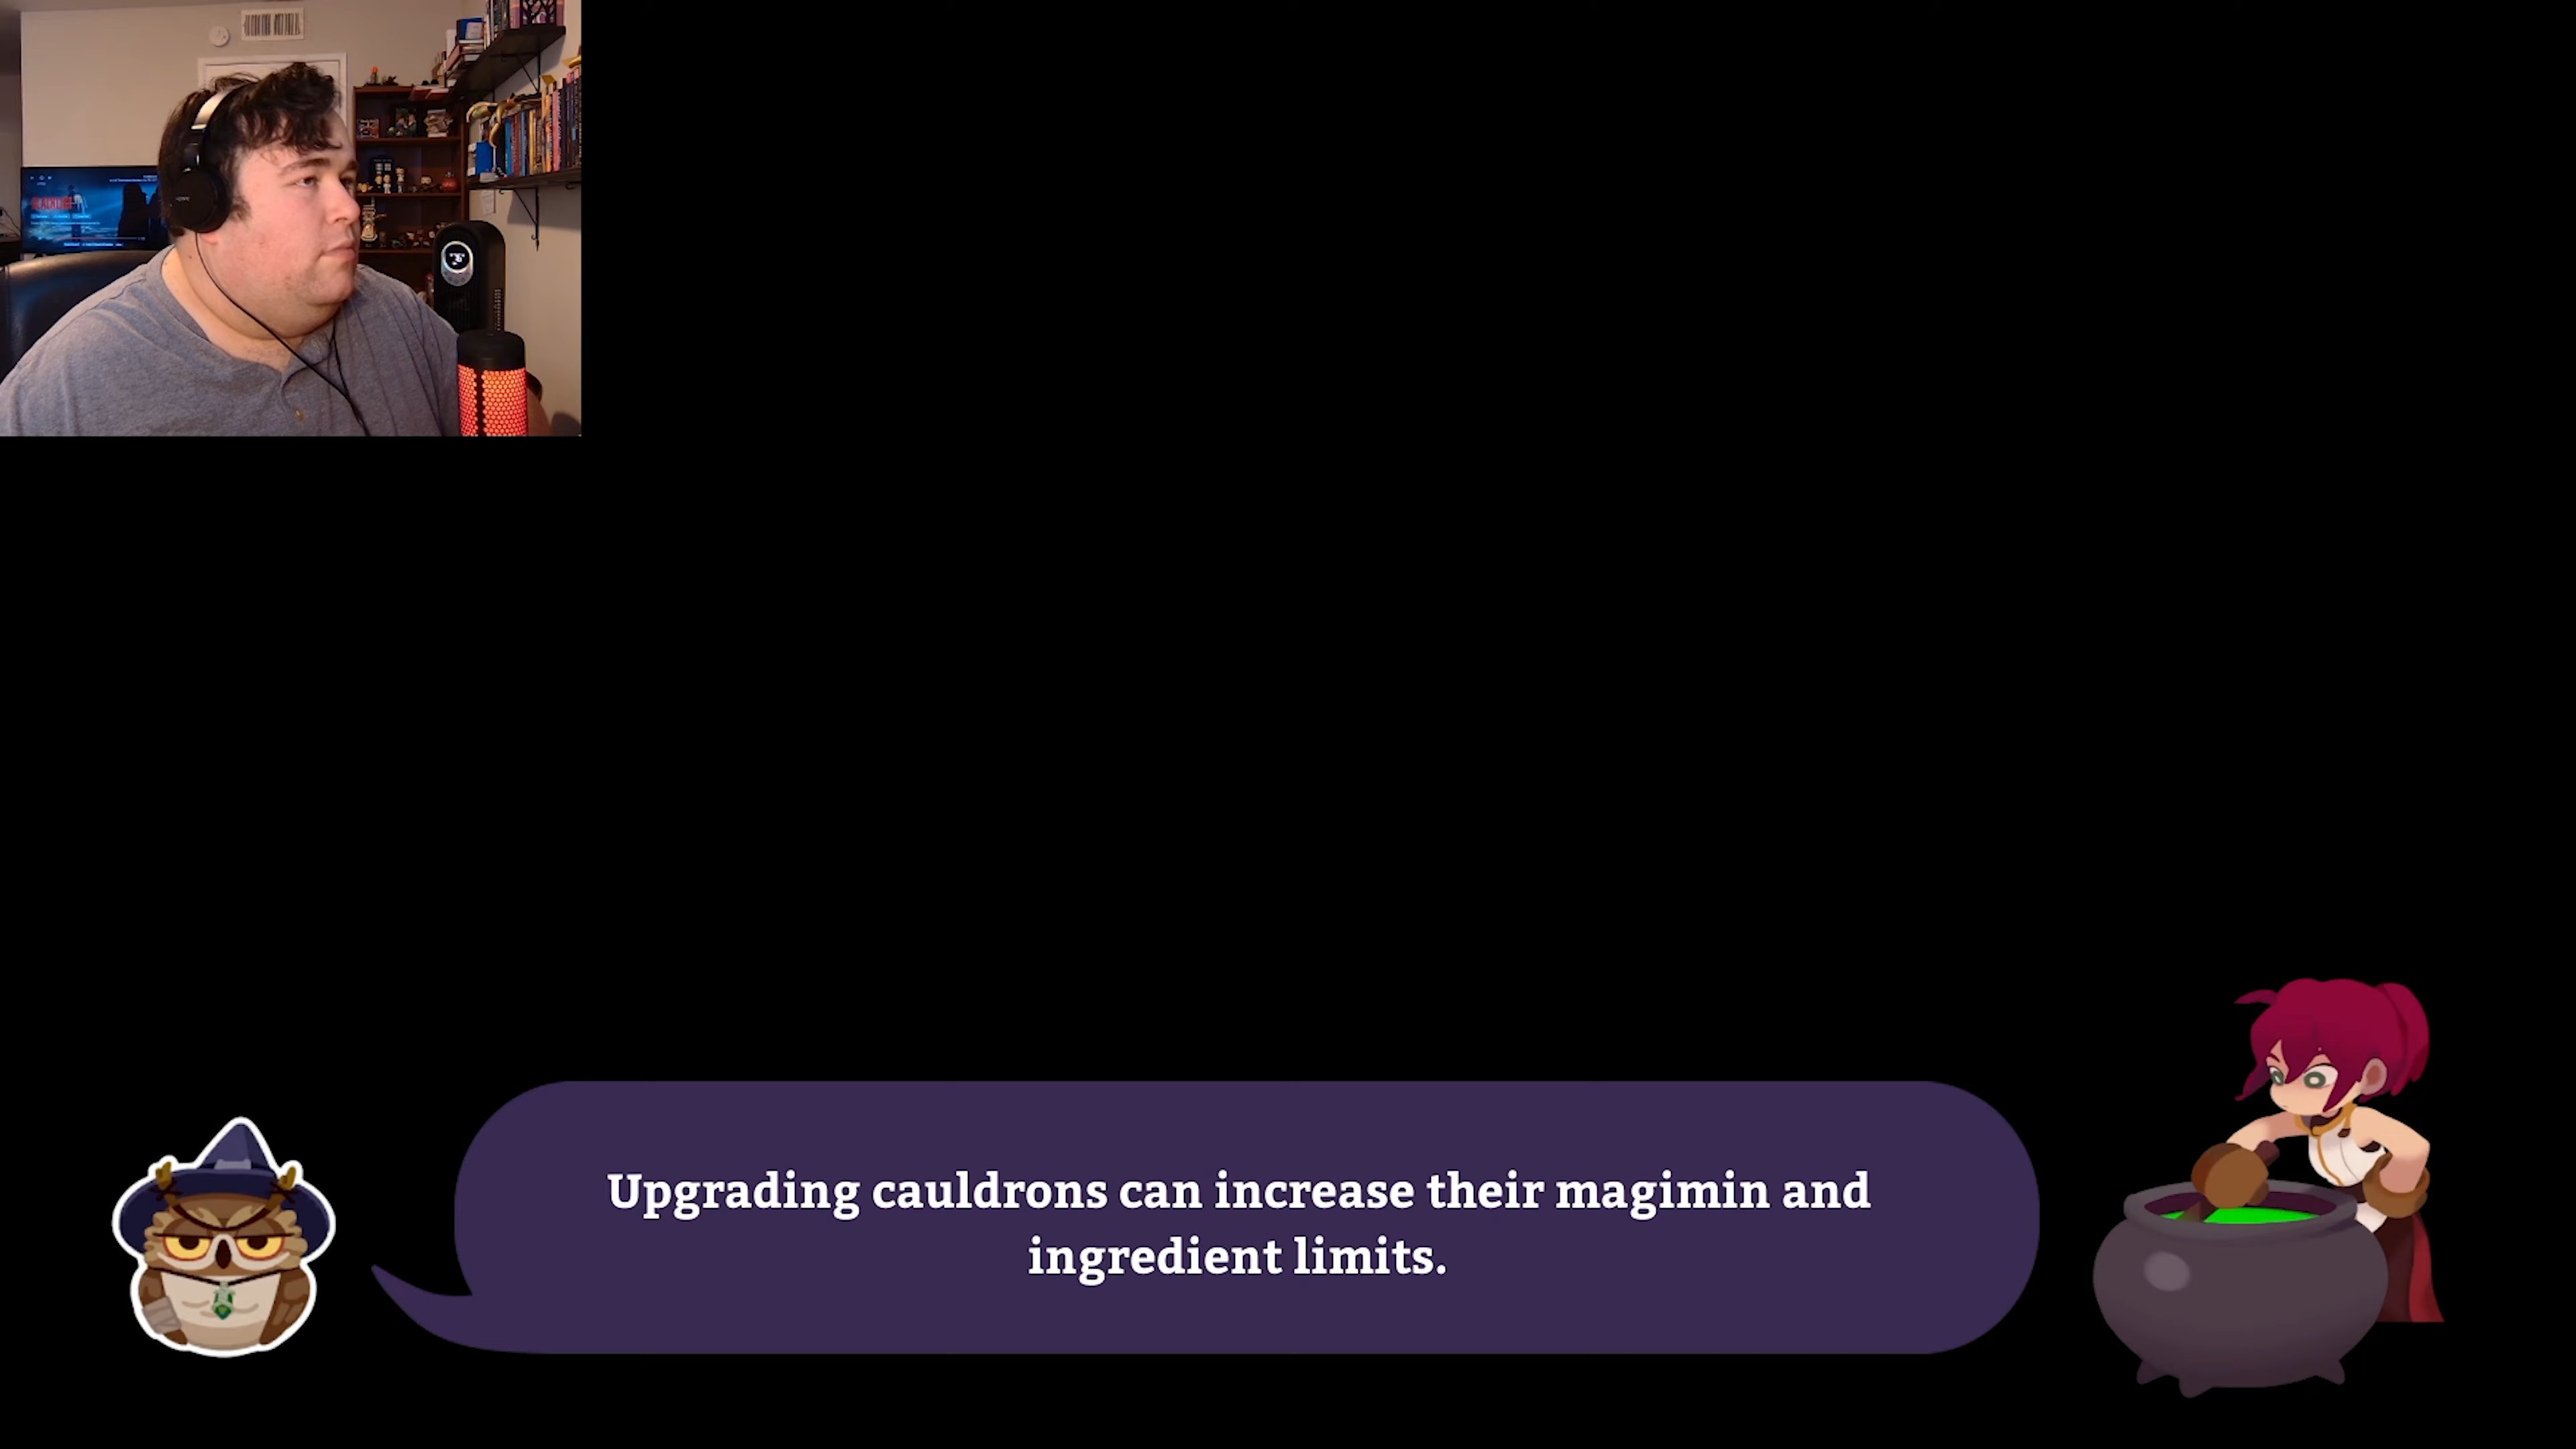 Upgrading cauldrons can increase their magimin and
ingredient limits.